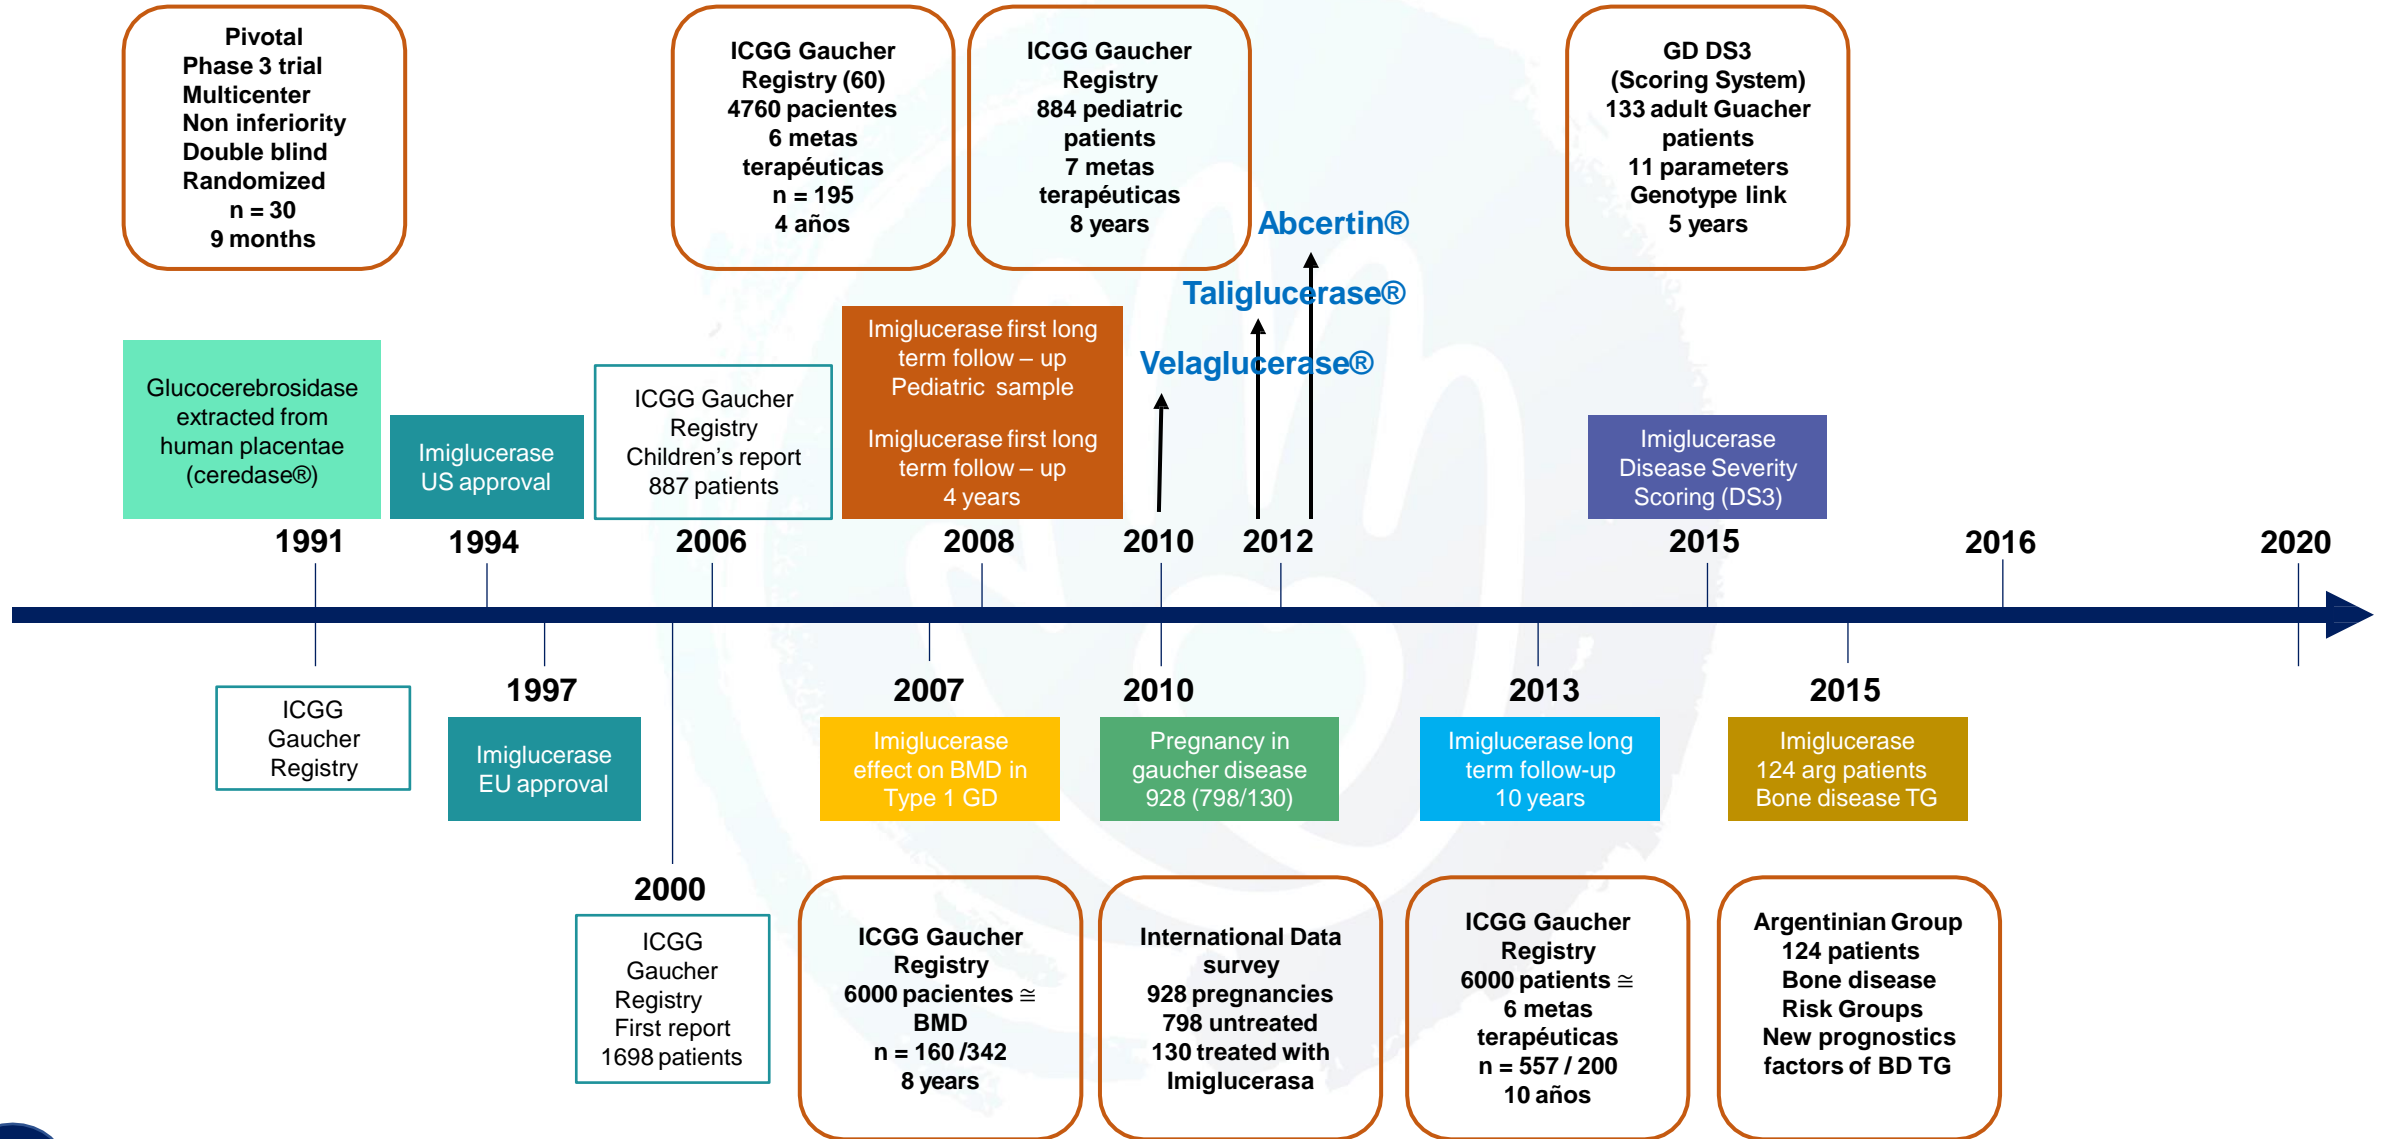 Pivotal
Phase 3 trial
Multicenter
Non inferiority
Double blind
Randomized
n = 30
9 months
ICGG Gaucher
Registry (60)
4760 pacientes
6 metas
terapéuticas
n = 195
4 años
ICGG Gaucher
Registry
884 pediatric
patients
7 metas
terapéuticas
8 years
GD DS3
(Scoring System)
133 adult Guacher
patients
11 parameters
Genotype link
5 years
Abcertin®
Taliglucerase®
Velaglucerase®
Glucocerebrosidase
extracted from
human placentae
(ceredase®)
Imiglucerase
US approval
ICGG Gaucher
Registry
Children’s report
887 patients
Imiglucerase first long
term follow – up
Pediatric sample
Imiglucerase first long
term follow – up
4 years
Imiglucerase
Disease Severity
Scoring (DS3)
1991
1994
2006
2008
2010
2012
2015
2016
2020
1997
2007
2010
2013
2015
ICGG
Gaucher
Registry
Imiglucerase
EU approval
Imiglucerase
effect on BMD in
Type 1 GD
Pregnancy in
gaucher disease
928 (798/130)
Imiglucerase long
term follow-up
10 years
Imiglucerase
124 arg patients
Bone disease TG
2000
ICGG
Gaucher
Registry
First report
1698 patients
ICGG Gaucher
Registry
6000 pacientes ≅
BMD
n = 160 /342
8 years
International Data
survey
928 pregnancies
798 untreated
130 treated with
Imiglucerasa
ICGG Gaucher
Registry
6000 patients ≅
6 metas
terapéuticas
n = 557 / 200
10 años
Argentinian Group
124 patients
Bone disease
Risk Groups
New prognostics
factors of BD TG